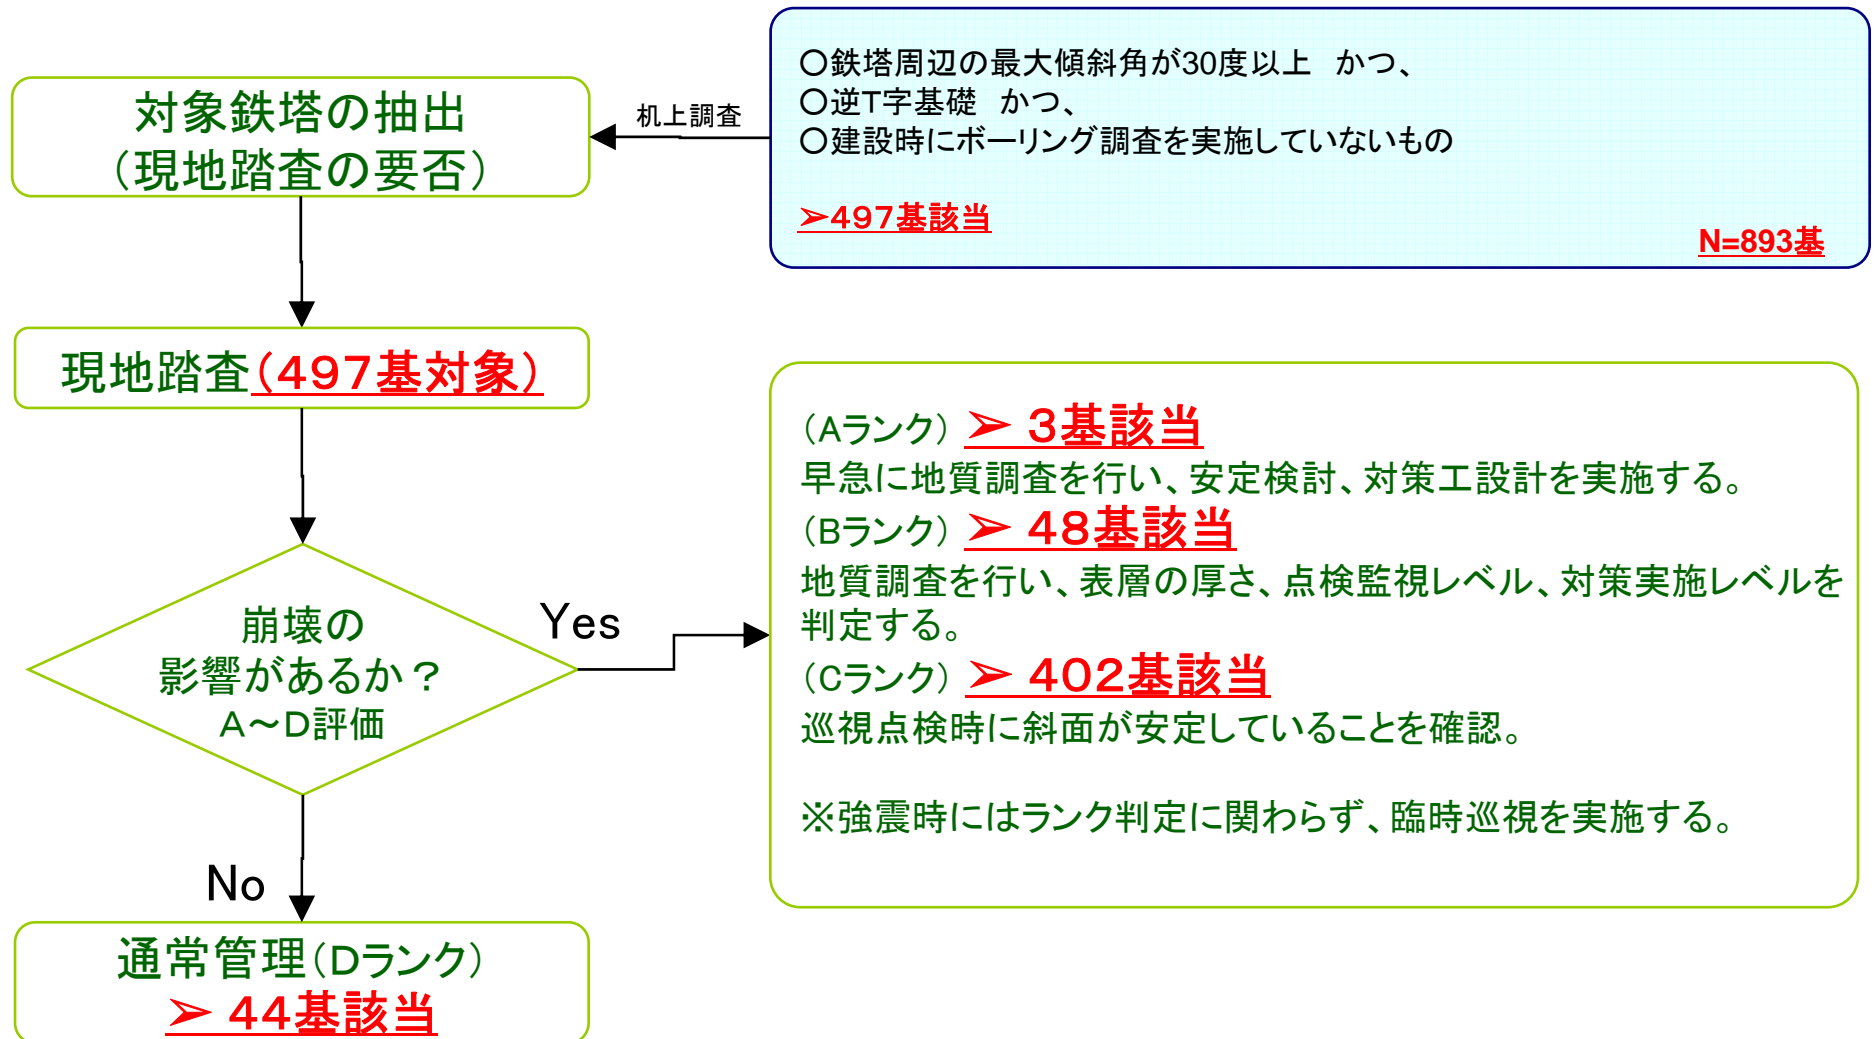 対象鉄塔の抽出
（現地踏査の要否）
机上調査
○鉄塔周辺の最大傾斜角が30度以上　かつ、
○逆T字基礎　かつ、
○建設時にボーリング調査を実施していないもの
➢497基該当
N=893基
現地踏査（４９７基対象）
崩壊の
影響があるか？
A～D評価
Yes
（Aランク）➢ 3基該当
早急に地質調査を行い、安定検討、対策工設計を実施する。
（Bランク）➢ 48基該当
地質調査を行い、表層の厚さ、点検監視レベル、対策実施レベルを
判定する。
（Cランク）➢ 402基該当
巡視点検時に斜面が安定していることを確認。
※強震時にはランク判定に関わらず、臨時巡視を実施する。
No
通常管理（Dランク）
➢ 44基該当